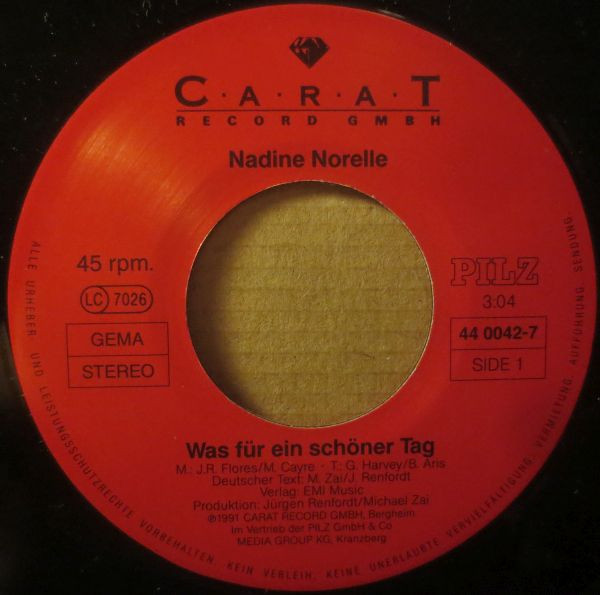 C·A·R·A·T
RECORD GMBH
Nadine Norelle
45 rpm.
LC 7026
GEMA
STEREO
PILZ
3:04
44 0042-7
SIDE 1
Was für ein schöner Tag
M.: J.R. Flores/M. Cayre · T.: G. Harvey/B. Aris
Deutscher Text: M. Zai/J. Renfordt
Verlag: EMI Music
Produktion: Jürgen Renfordt/Michael Zai
℗1991 CARAT RECORD GMBH, Bergheim.
Im Vertrieb der PILZ GmbH & Co
MEDIA GROUP KG, Kranzberg
ALLE URHEBER UND LEISTUNGSSCHUTZRECHTE VORBEHALTEN. KEIN VERLEIH, KEINE UNERLAUBTE VERVIELFÄLTIGUNG, VERMIETUNG, AUFFÜHRUNG, SENDUNG.